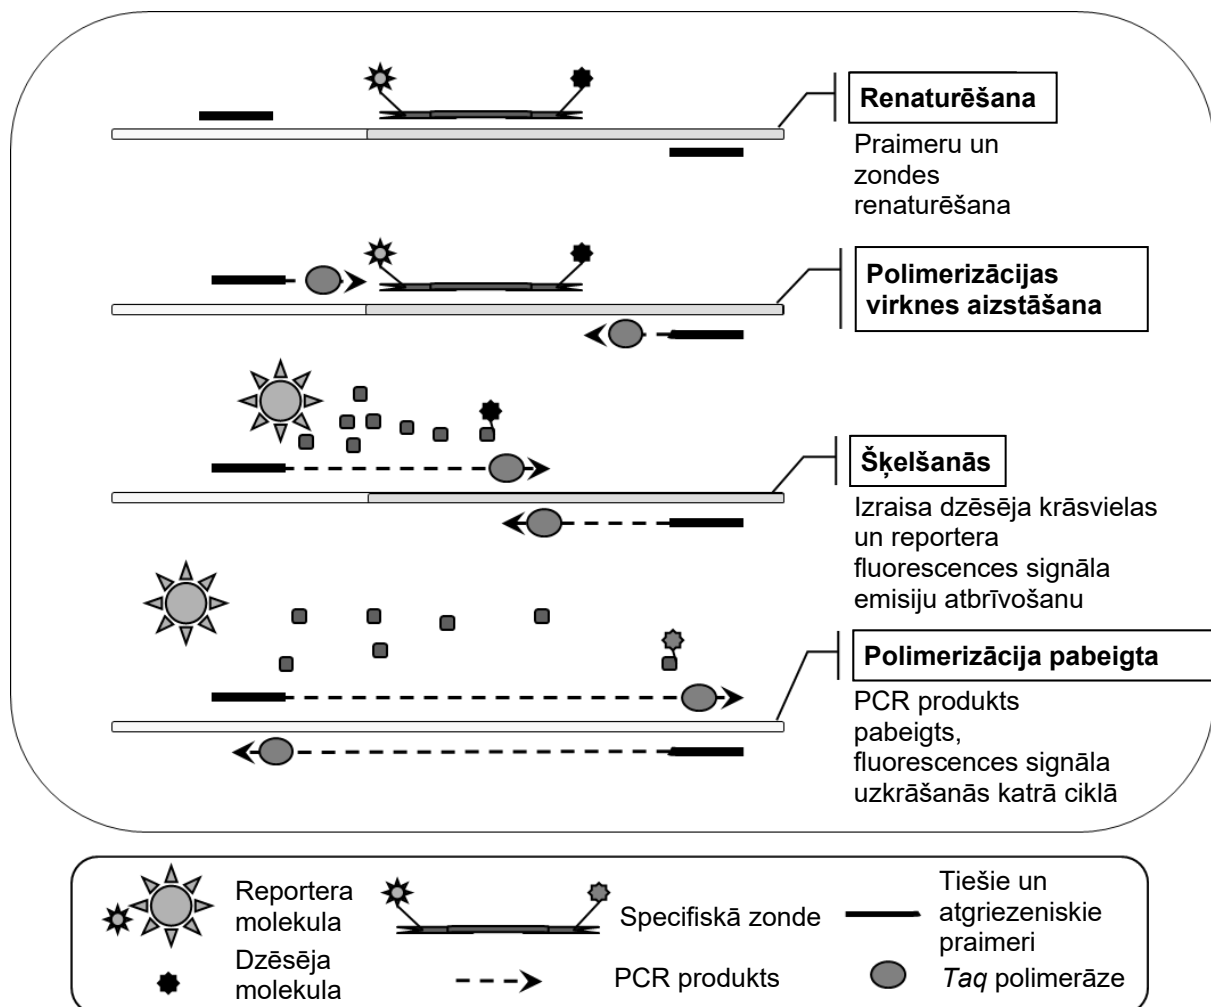 Renaturēšana
Praimeru un
zondes
renaturēšana
Polimerizācijas
virknes aizstāšana
Šķelšanās
Izraisa dzēsēja krāsvielas
un reportera
fluorescences signāla
emisiju atbrīvošanu
Polimerizācija pabeigta
PCR produkts
pabeigts,
fluorescences signāla
uzkrāšanās katrā ciklā
Reportera
molekula
Specifiskā zonde
Tiešie un
atgriezeniskie
praimeri
Dzēsēja
molekula
PCR produkts
Taq polimerāze